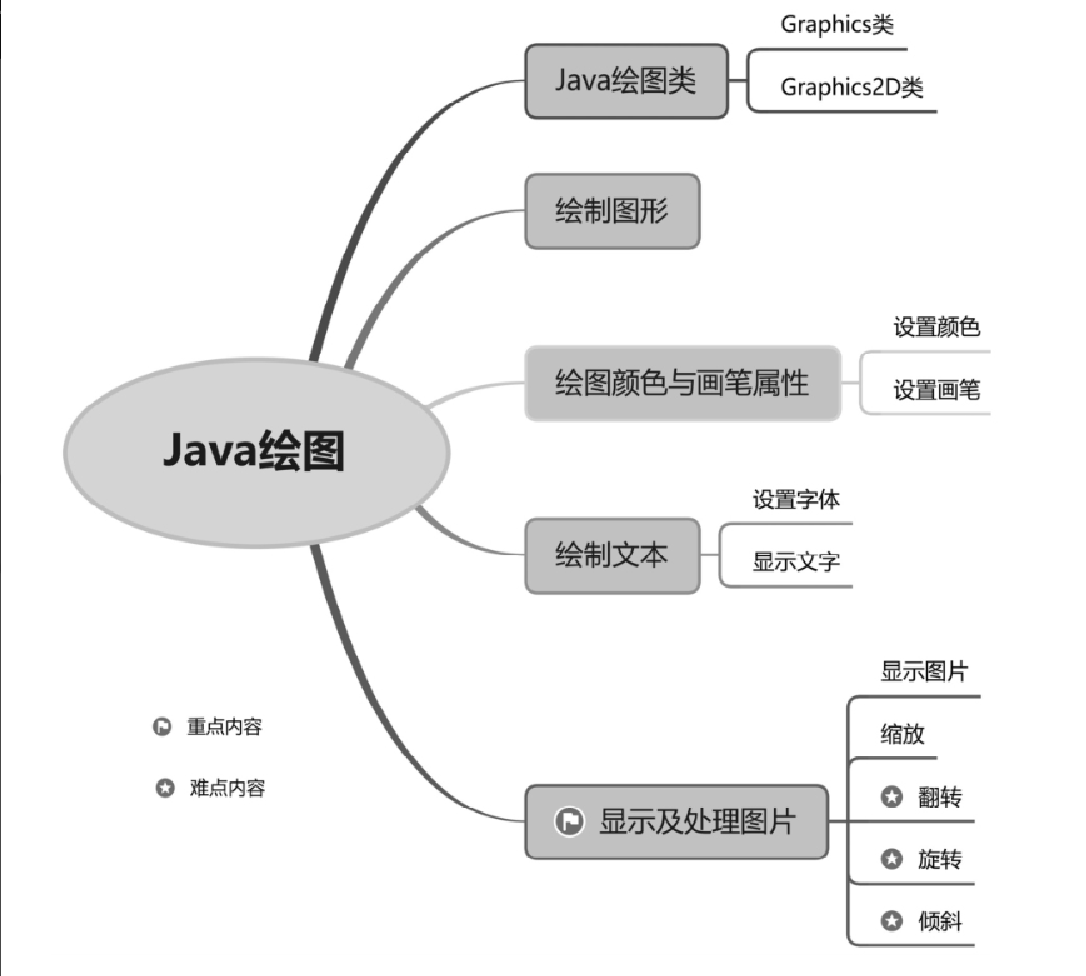 Graphics类
Java绘图类
Graphics2D类
绘制图形
设置颜色
绘图颜色与画笔属性
设置画笔
Java绘图
设置字体
绘制文本
显示文字
显示图片
重点内容
缩放
难点内容
翻转
显示及处理图片
旋转
倾斜